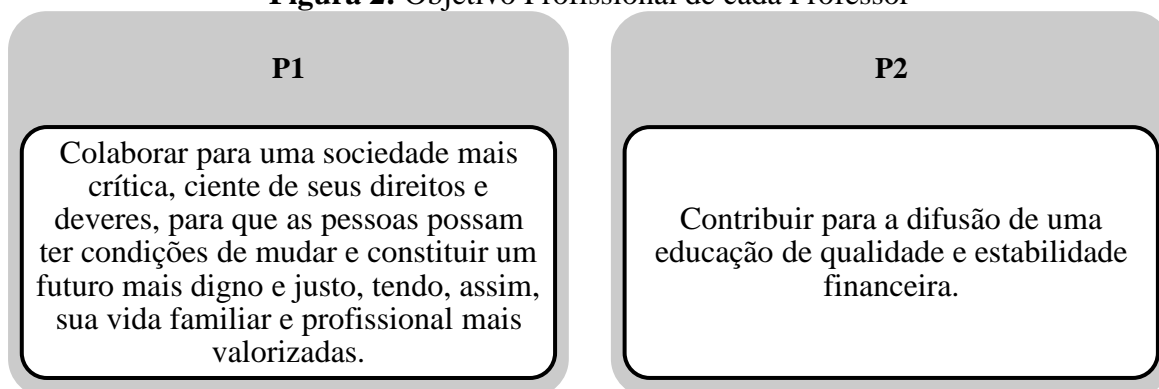 Figura 2: Objetivo Profissional de cada Professor
P1
Colaborar para uma sociedade mais
crítica, ciente de seus direitos e
deveres, para que as pessoas possam
ter condições de mudar e constituir um
futuro mais digno e justo, tendo, assim,
sua vida familiar e profissional mais
valorizadas.
P2
Contribuir para a difusão de uma
educação de qualidade e estabilidade
financeira.